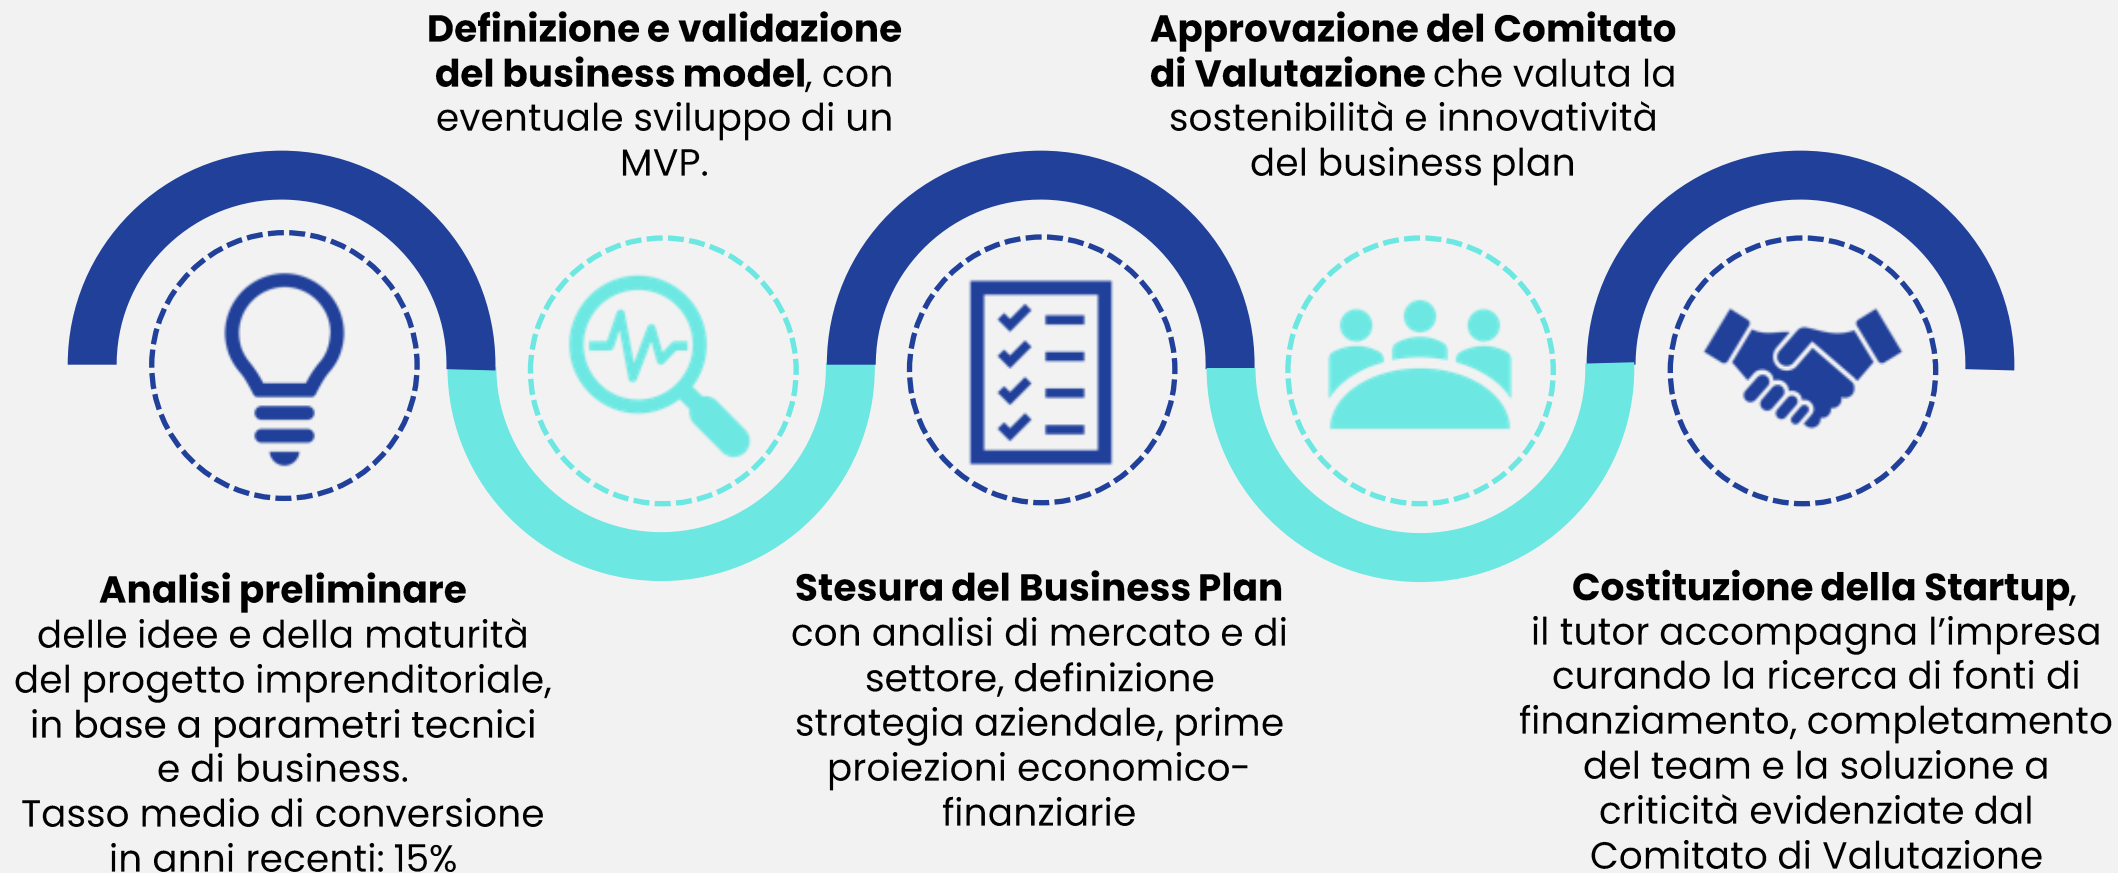 Definizione e validazione
del business model, con
eventuale sviluppo di un
MVP.
Approvazione del Comitato
di Valutazione che valuta la
sostenibilità e innovatività
del business plan
Analisi preliminare
delle idee e della maturità
del progetto imprenditoriale,
in base a parametri tecnici
e di business.
Tasso medio di conversione
in anni recenti: 15%
Stesura del Business Plan
con analisi di mercato e di
settore, definizione
strategia aziendale, prime
proiezioni economico-
finanziarie
Costituzione della Startup,
il tutor accompagna l’impresa
curando la ricerca di fonti di
finanziamento, completamento
del team e la soluzione a
criticità evidenziate dal
Comitato di Valutazione